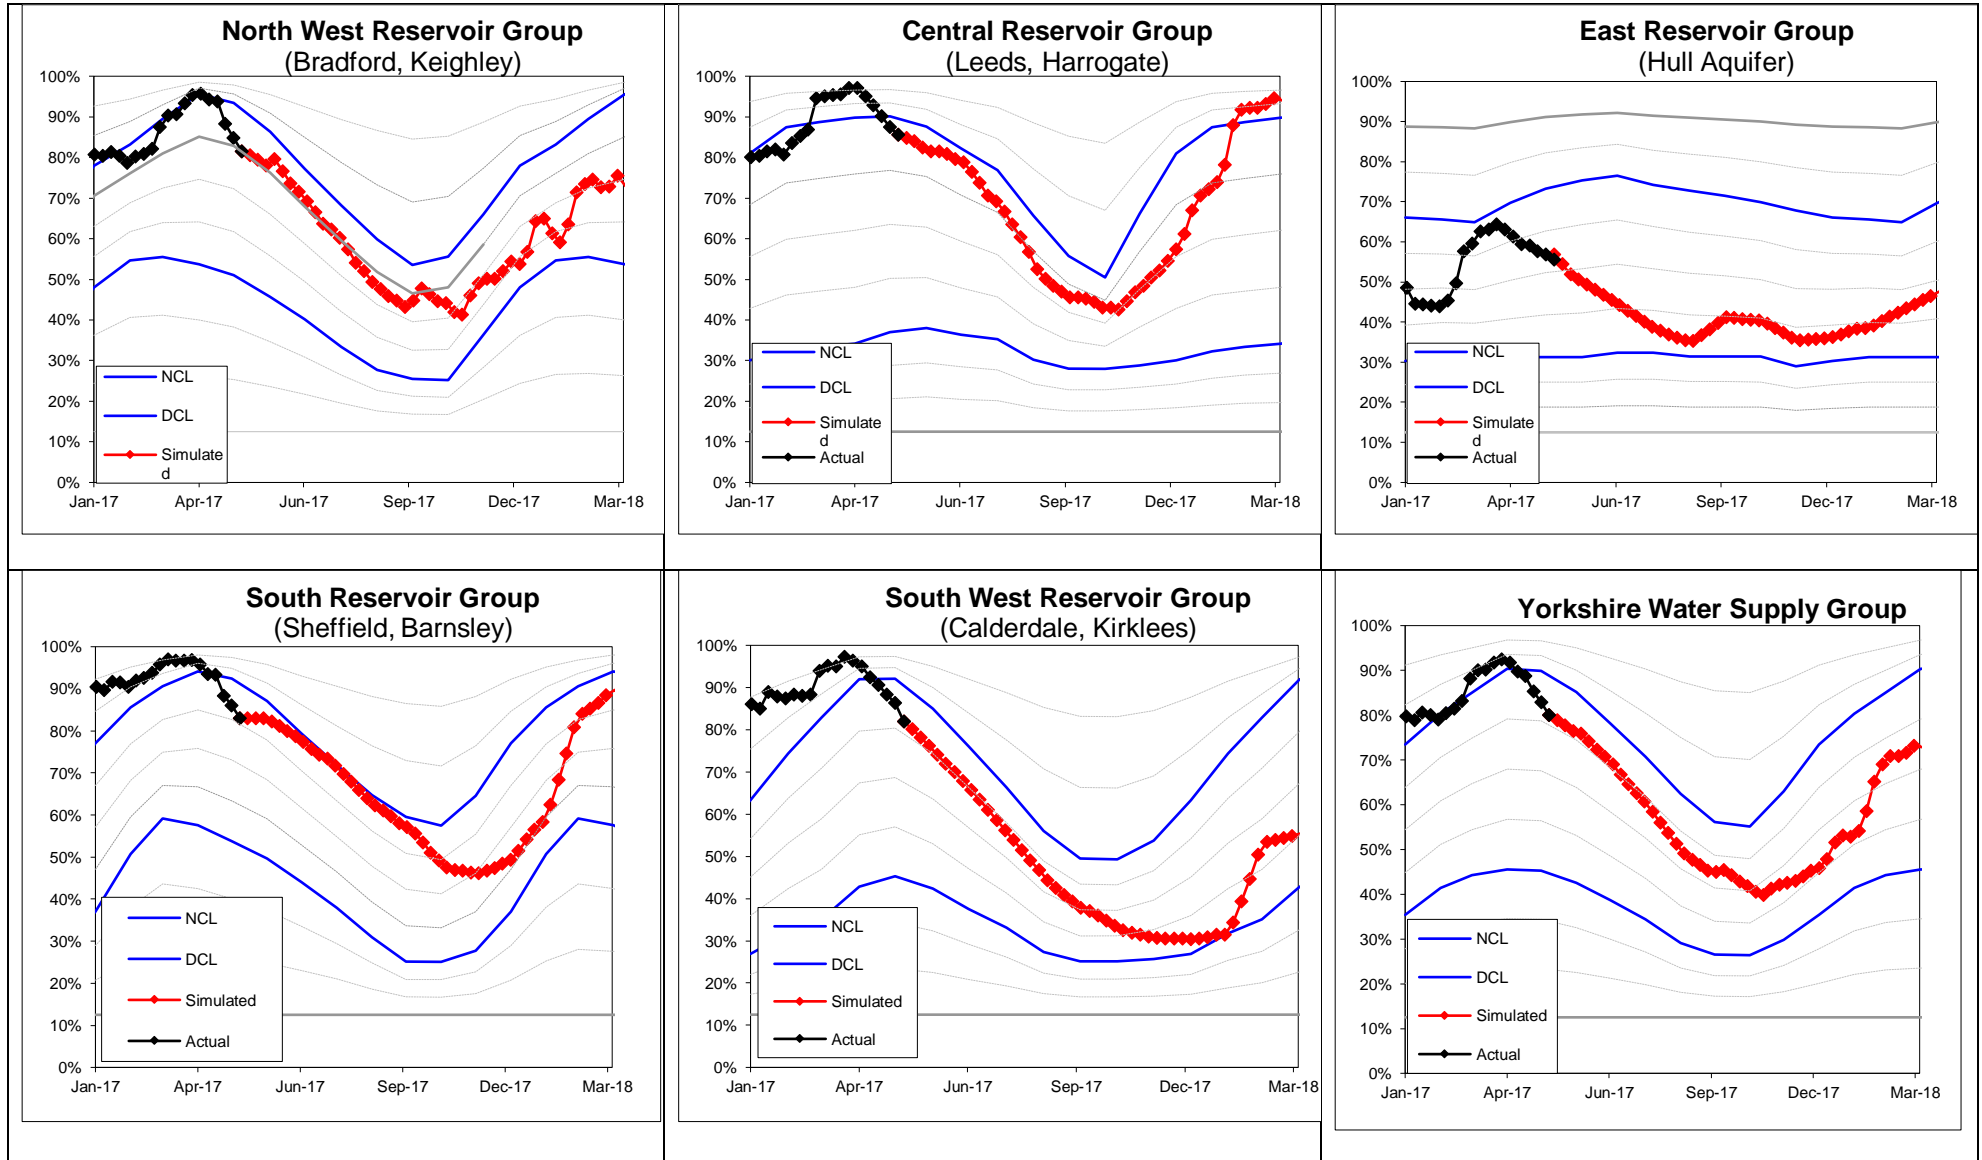 North West Reservoir Group
(Bradford, Keighley)
100%
90%
80%
70%
60%
50%
40%
30%
20%
10%
0%
NCL
DCL
Simulate
d
Jan-17 Apr-17 Jun-17 Sep-17 Dec-17 Mar-18
Central Reservoir Group
(Leeds, Harrogate)
100%
90%
80%
70%
60%
50%
40%
30%
20%
10%
0%
NCL
DCL
Simulate
d
Actual
Jan-17 Apr-17 Jun-17 Sep-17 Dec-17 Mar-18
East Reservoir Group
(Hull Aquifer)
100%
90%
80%
70%
60%
50%
40%
30%
20%
10%
0%
NCL
DCL
Simulate
d
Actual
Jan-17 Apr-17 Jun-17 Sep-17 Dec-17 Mar-18
South Reservoir Group
(Sheffield, Barnsley)
100%
90%
80%
70%
60%
50%
40%
30%
20%
10%
0%
NCL
DCL
Simulated
Actual
Jan-17 Apr-17 Jun-17 Sep-17 Dec-17 Mar-18
South West Reservoir Group
(Calderdale, Kirklees)
100%
90%
80%
70%
60%
50%
40%
30%
20%
10%
0%
NCL
DCL
Simulated
Actual
Jan-17 Apr-17 Jun-17 Sep-17 Dec-17 Mar-18
Yorkshire Water Supply Group
100%
90%
80%
70%
60%
50%
40%
30%
20%
10%
0%
NCL
DCL
Simulated
Actual
Jan-17 Apr-17 Jun-17 Sep-17 Dec-17 Mar-18